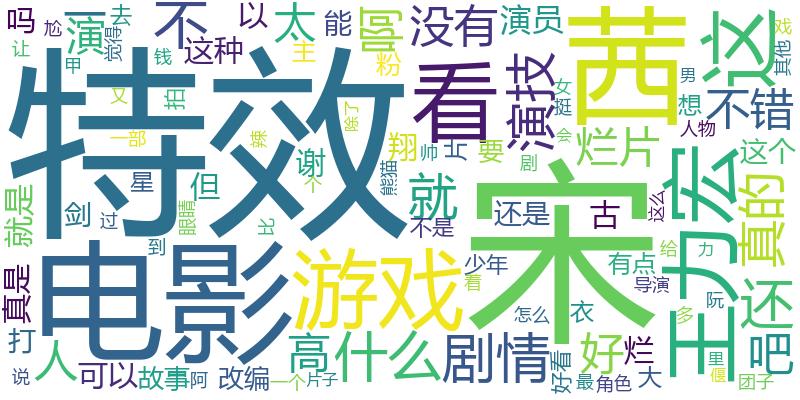 吗
尬
一
去
觉得
让
甲
演
钱
不
这种
以
太
能
主
粉
啊
没有
演员
茜
这
戏
其他
拍
又
一部
辣
除了
特效
看
演技
女
挺
会
男
想
不错
人物
烂片
翔
帅
上
要
剧
这个
就是
星
但
谢
个
熊猫
就
宋
还是
古
这么
王力宏
真的
剑
过
眼睛
到
比
不是
真是
电影
游戏
少年
看
有点
给
力
导演
还
打
说
人
可以
故事
阿
改编
高
什么
一个
片子
剧情
怎么
衣
好
好看
最
烂
角色
大
阮
多
里
偃
吧
团子